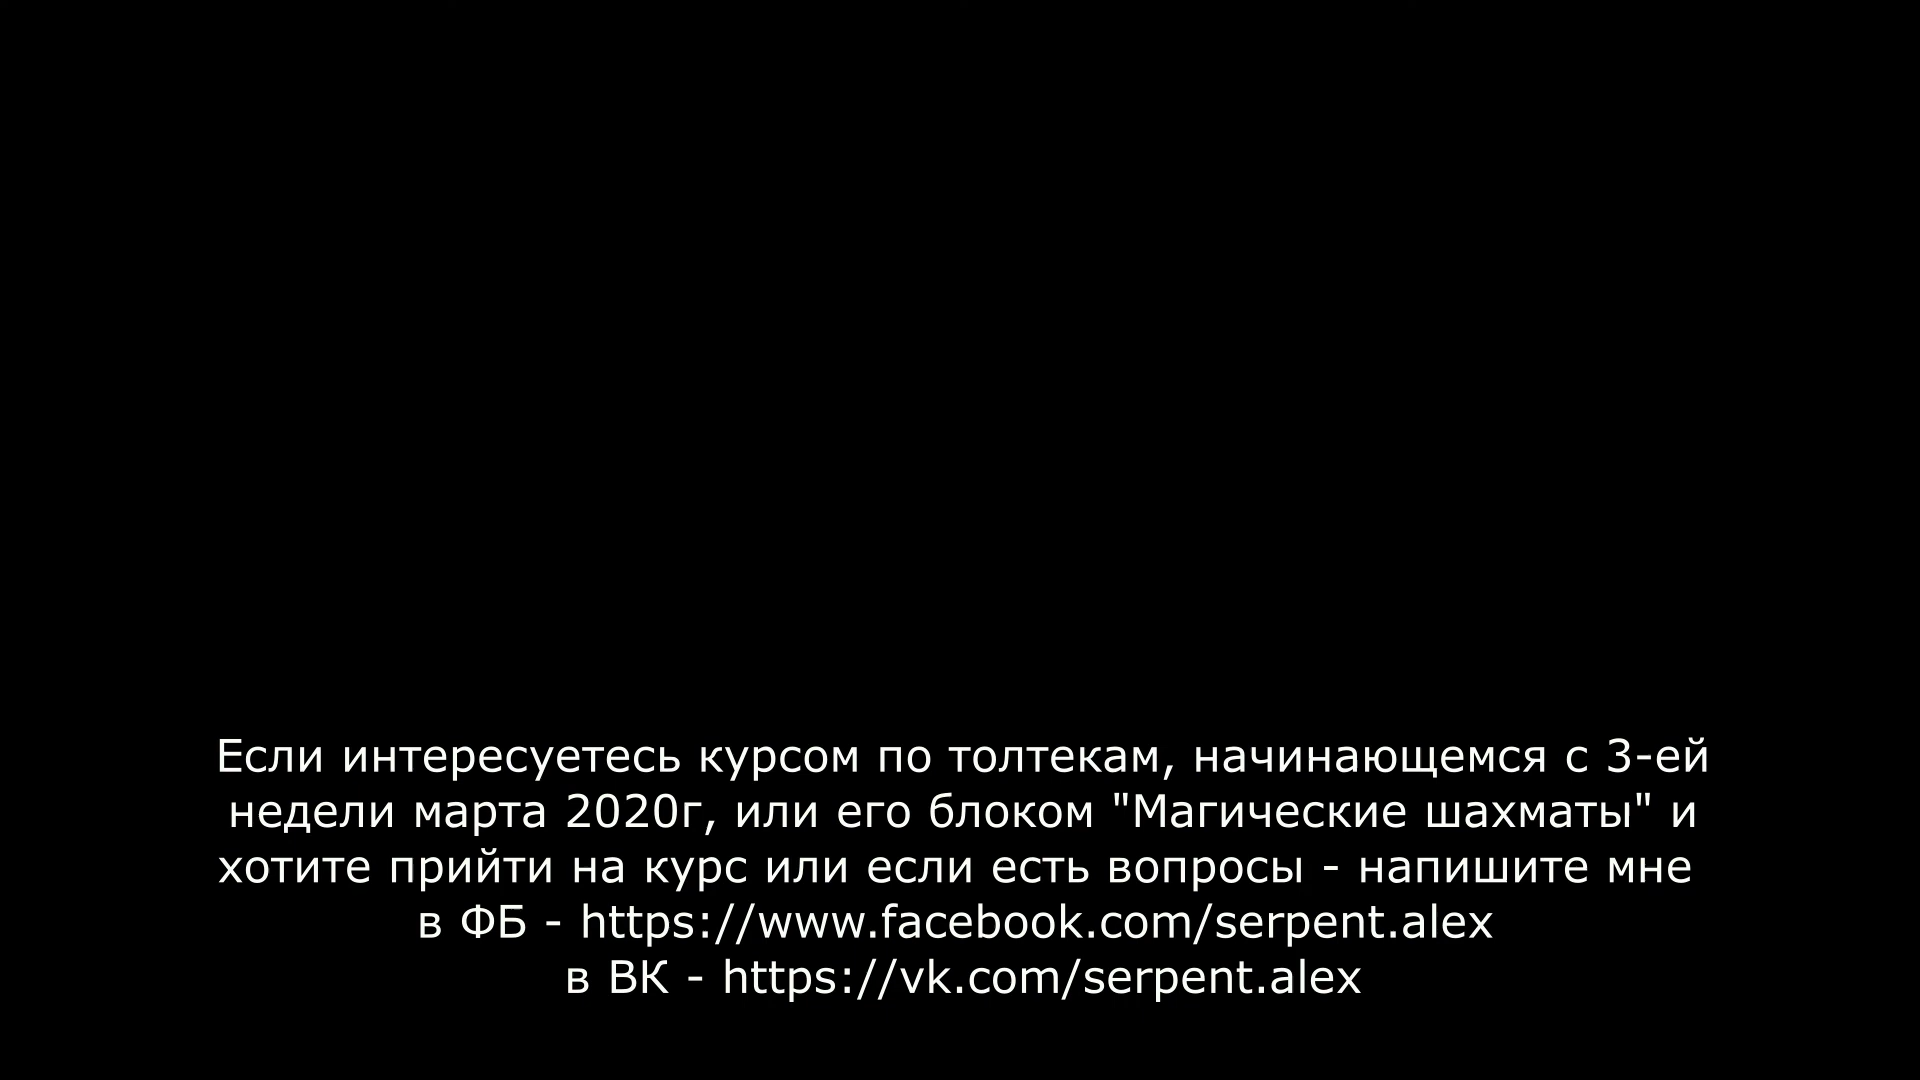 Если интересуетесь курсом по толтекам, начинающемся с 3-ей
недели марта 2020г, или его блоком "Магические шахматы" и
хотите прийти на курс или если есть вопросы - напишите мне
в ФБ - https://www.facebook.com/serpent.alex
в ВК - https://vk.com/serpent.alex